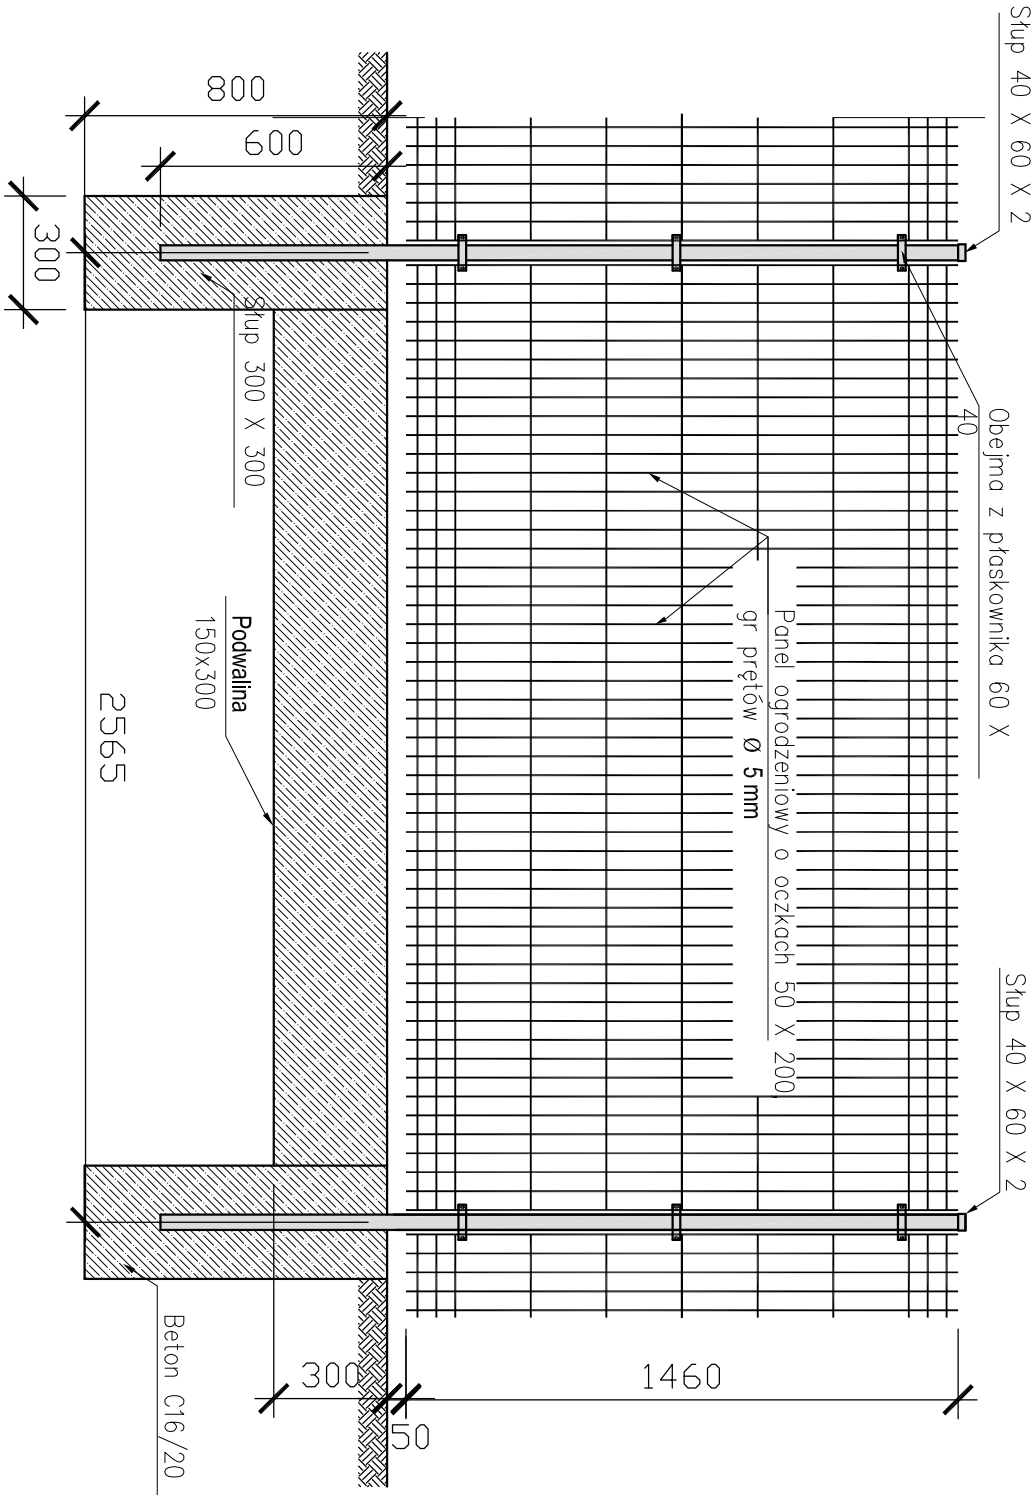 Słup 40 X 60 X 2
Obejma z płaskownika 60 X
40
Słup 40 X 60 X 2
Panel ogrodzeniowy o oczkach 50 X 200,
gr prętów Ø 5 mm
1460
50
300
800
600
300
Słup 300 X 300
Podwalina
150x300
2565
Beton C16/20